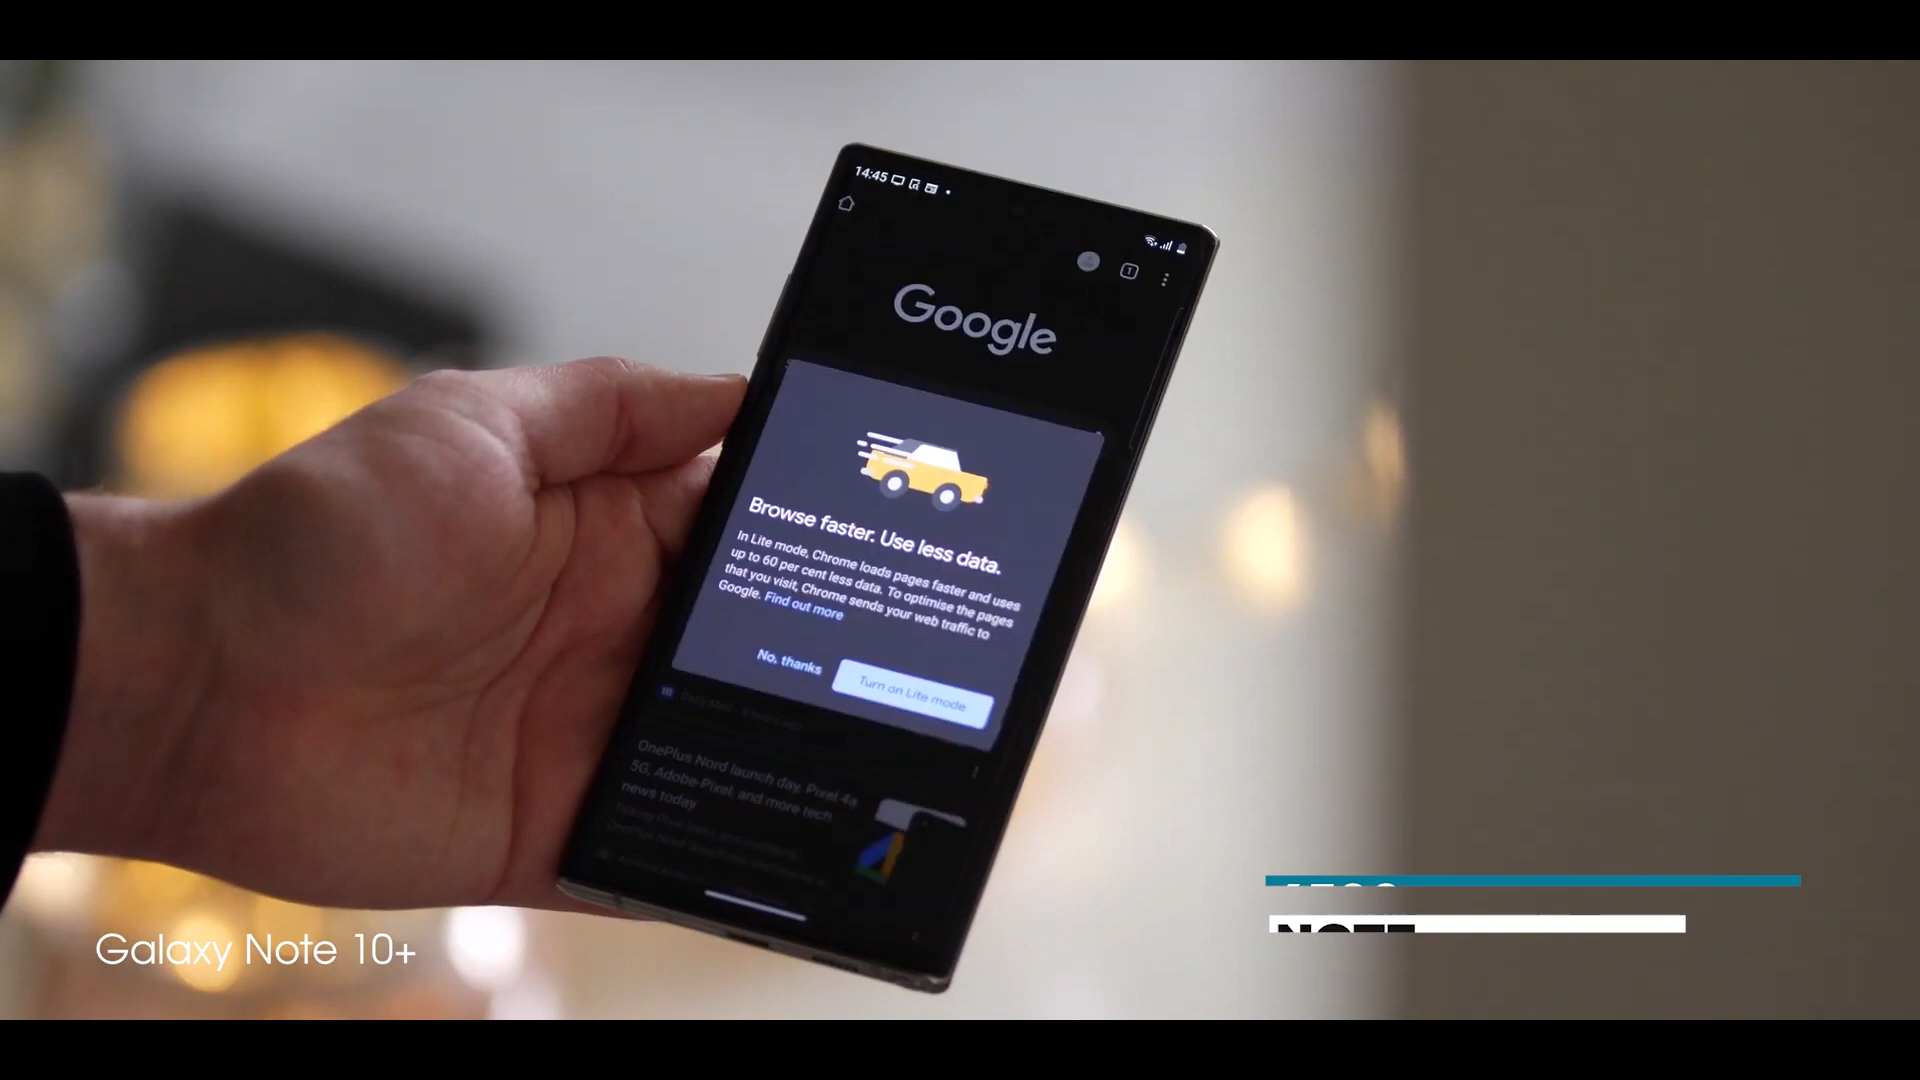 14:45
1
Google
Browse faster. Use less data.
In Lite mode, Chrome loads pages faster and uses
up to 60 per cent less data. To optimise the pages
that you visit, Chrome sends your web traffic to
Google. Find out more
No, thanks
Turn on Lite mode
OnePlus Nord launch day, Pixel 4a
5G, Adobe-Pixel, and more tech
news today
Galaxy Note 10+
NOTE